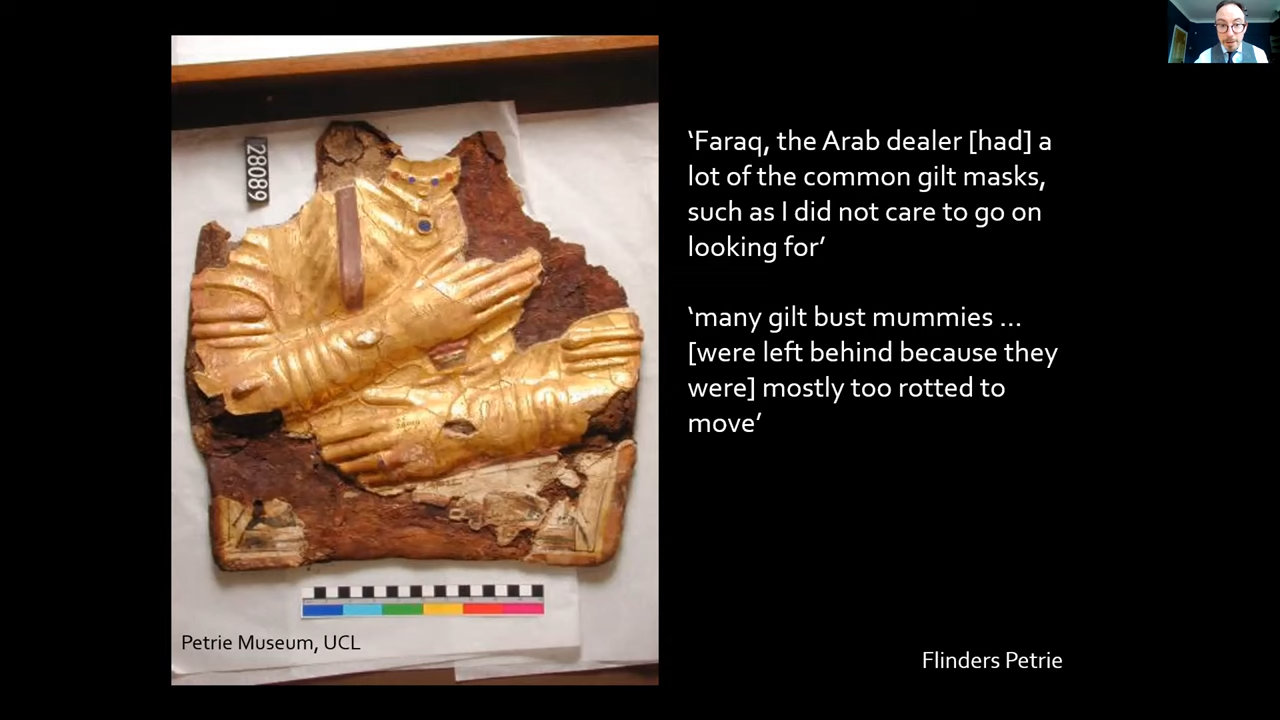 28089
‘Faraq, the Arab dealer [had] a
lot of the common gilt masks,
such as I did not care to go on
looking for’
‘many gilt bust mummies ...
[were left behind because they
were] mostly too rotted to
move’
Petrie Museum, UCL
Flinders Petrie